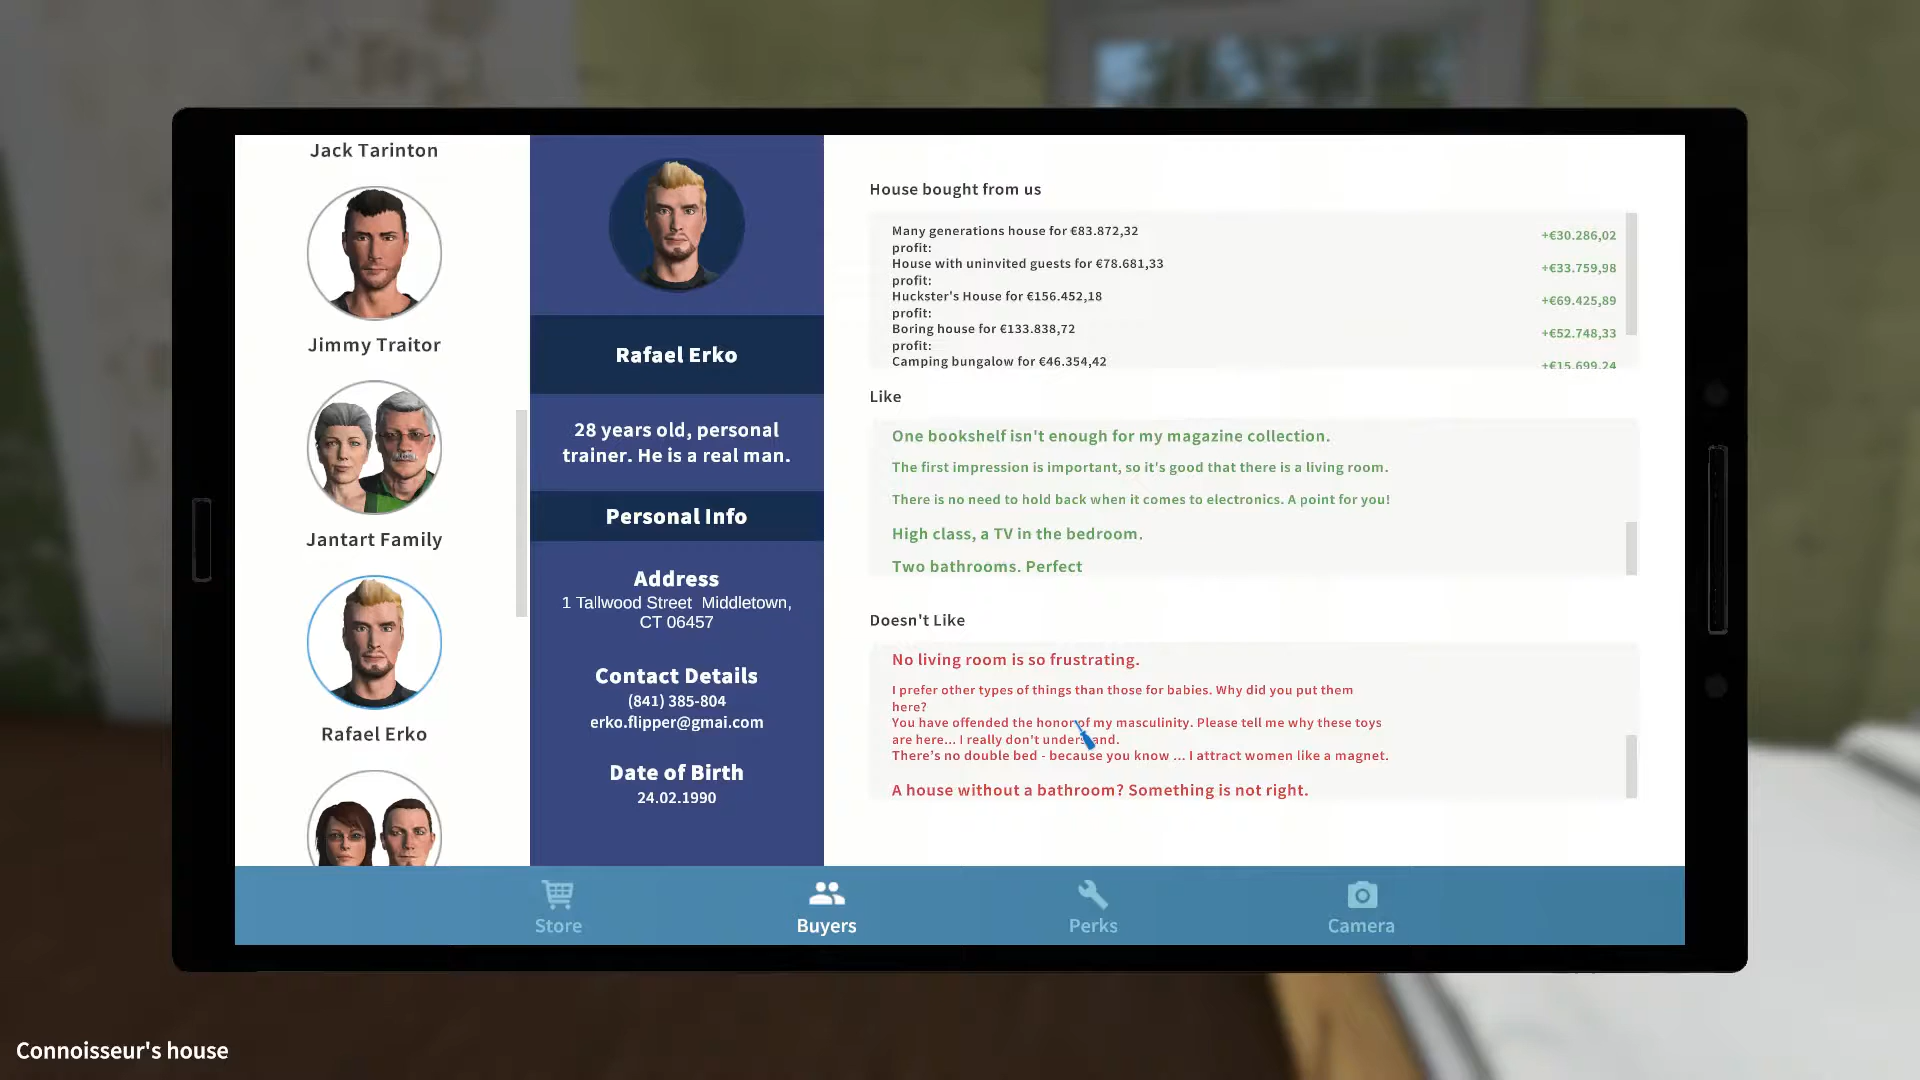 Jack Tarinton
Jimmy Traitor
Jantart Family
Rafael Erko
Rafael Erko
28 years old, personal
trainer. He is a real man.
Personal Info
Address
1 Tallwood Street  Middletown,
CT 06457
Contact Details
(841) 385-804
erko.flipper@gmai.com
Date of Birth
24.02.1990
House bought from us
Many generations house for €83.872,32
profit: +€30.286,02
House with uninvited guests for €78.681,33
profit: +€33.759,98
Huckster's House for €156.452,18
profit: +€69.425,89
Boring house for €133.838,72
profit: +€52.748,33
Camping bungalow for €46.354,42
+€15.699,24
Like
One bookshelf isn't enough for my magazine collection.
The first impression is important, so it's good that there is a living room.
There is no need to hold back when it comes to electronics. A point for you!
High class, a TV in the bedroom.
Two bathrooms. Perfect
Doesn't Like
No living room is so frustrating.
I prefer other types of things than those for babies. Why did you put them
here?
You have offended the honor of my masculinity. Please tell me why these toys
are here... I really don't understand.
There's no double bed - because you know ... I attract women like a magnet.
A house without a bathroom? Something is not right.
Store
Buyers
Perks
Camera
Connoisseur's house